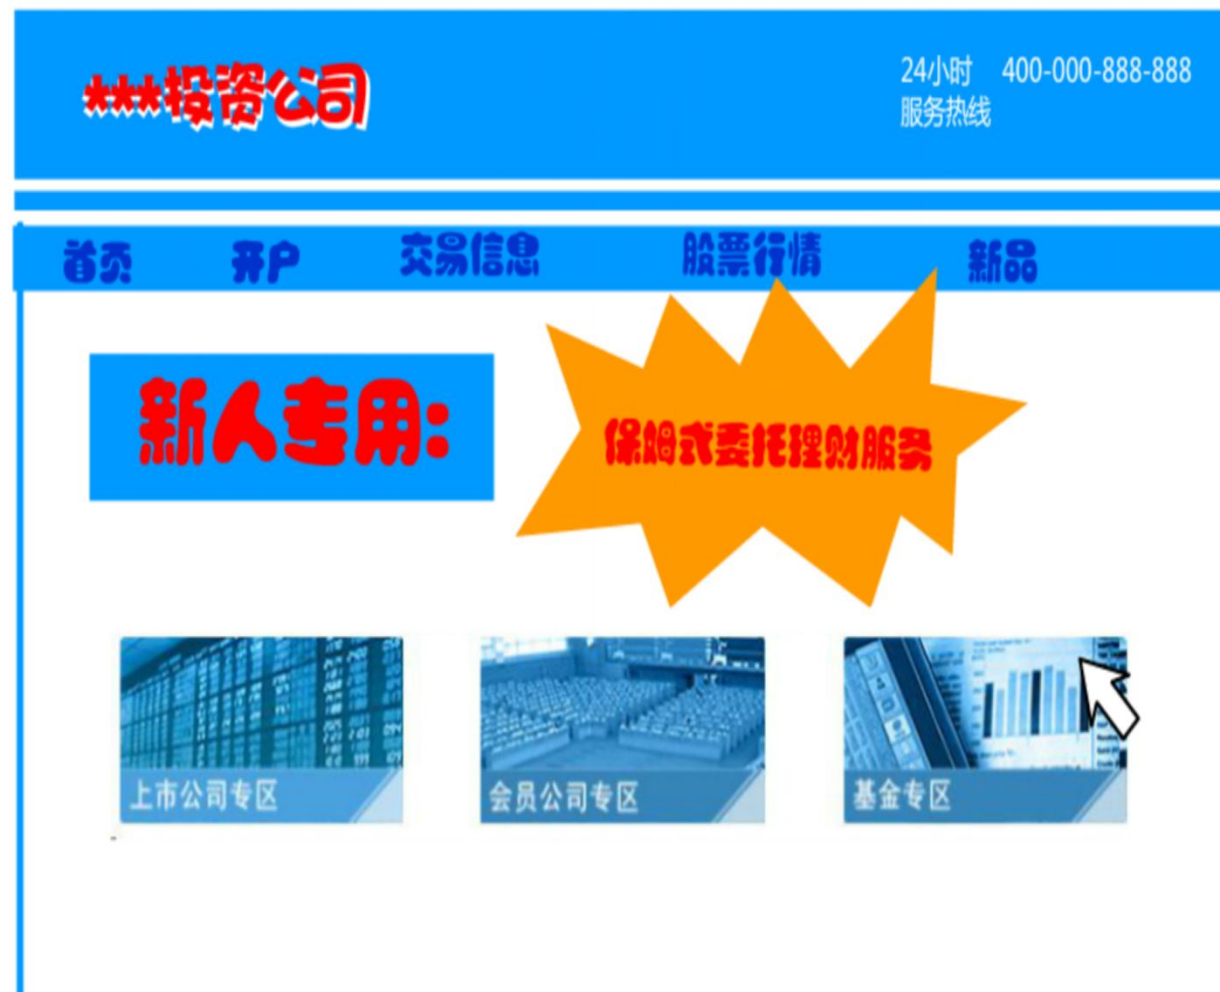 ***投资公司
24小时 400-000-888-888
服务热线
首页 开户 交易信息 股票行情 新品
新人专用:
保姆式委托理财服务
上市公司专区
会员公司专区
基金专区